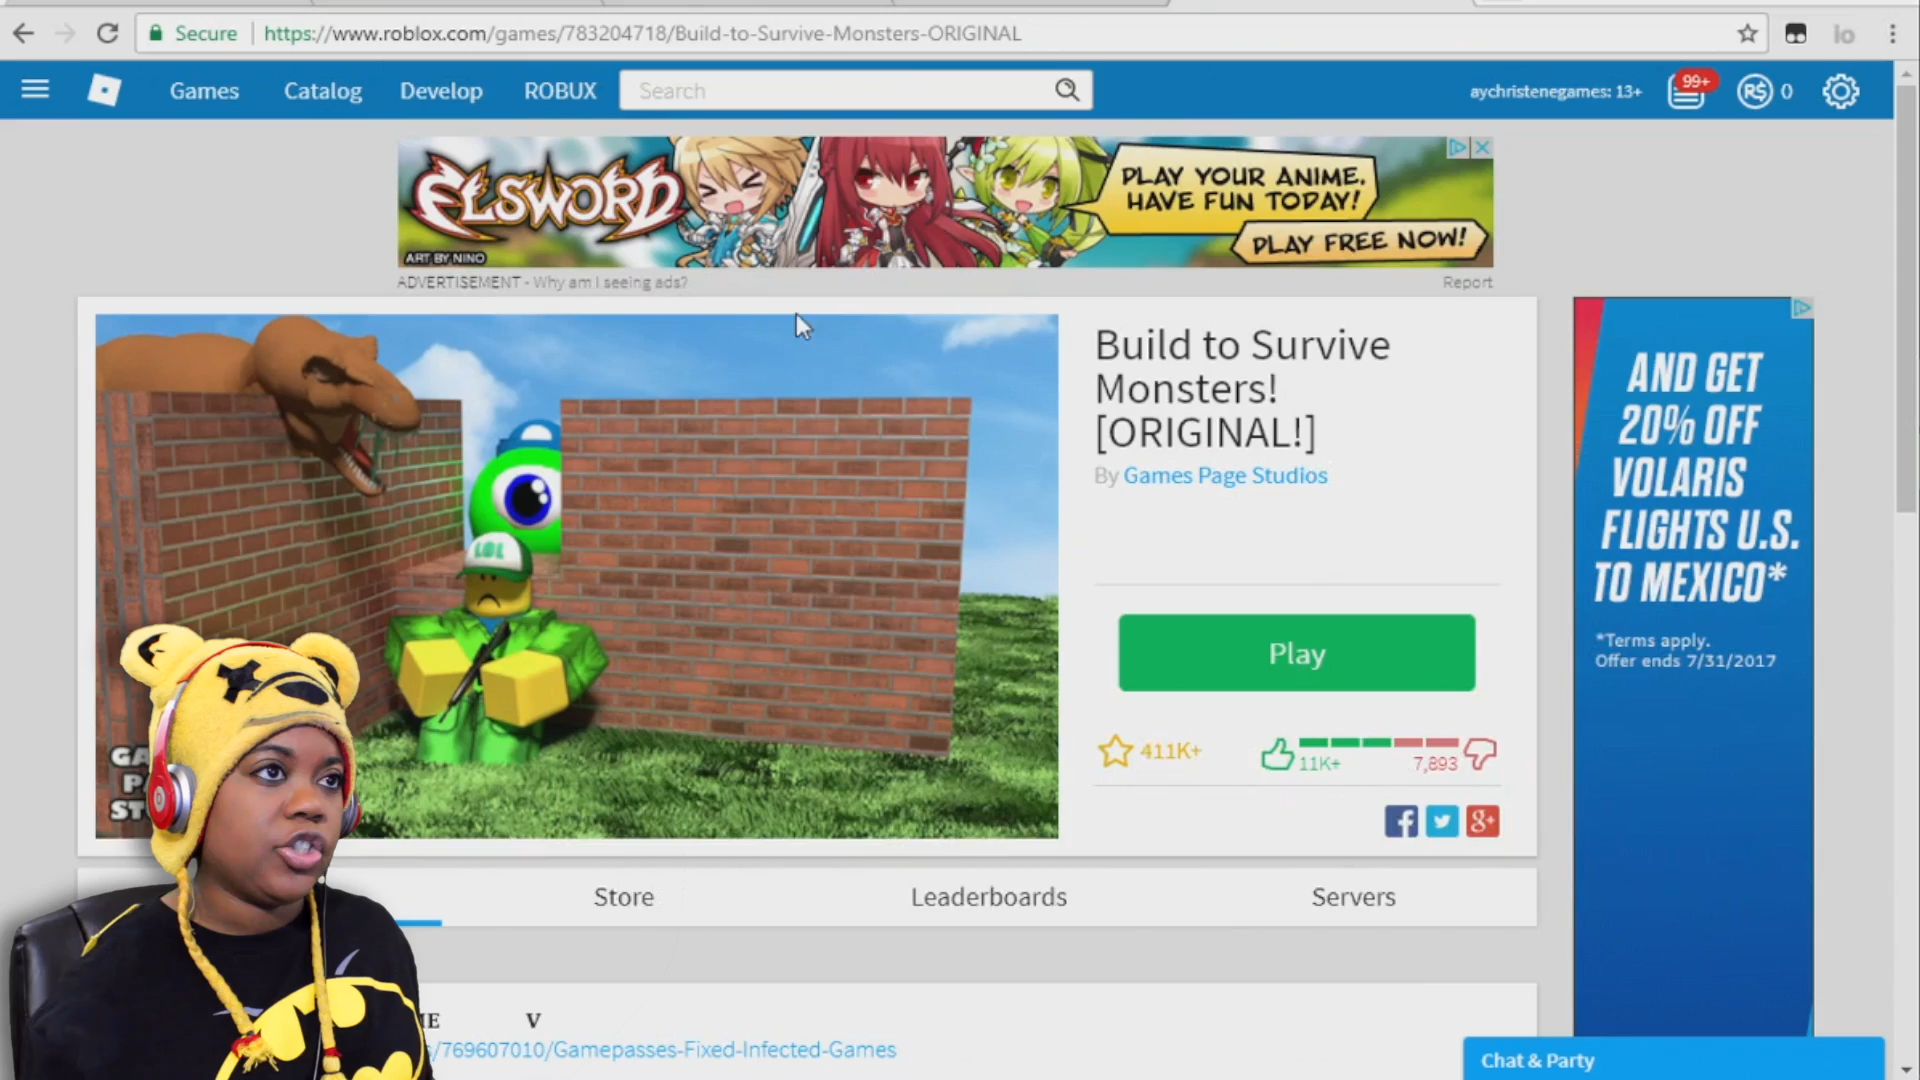 Secure https://www.roblox.com/games/783204718/Build-to-Survive-Monsters-ORIGINAL
Games Catalog Develop ROBUX Search aychristenegames: 13+ 99+ R$ 0
ELSWORD
ART BY NINO
PLAY YOUR ANIME.
HAVE FUN TODAY!
PLAY FREE NOW!
ADVERTISEMENT - Why am I seeing ads? Report
LOL
Build to Survive
Monsters!
[ORIGINAL!]
By Games Page Studios
Play
411K+ 11K+ 7,893
AND GET
20% OFF
VOLARIS
FLIGHTS U.S.
TO MEXICO*
*Terms apply.
Offer ends 7/31/2017
Store Leaderboards Servers
V
/769607010/Gamepasses-Fixed-Infected-Games
Chat & Party